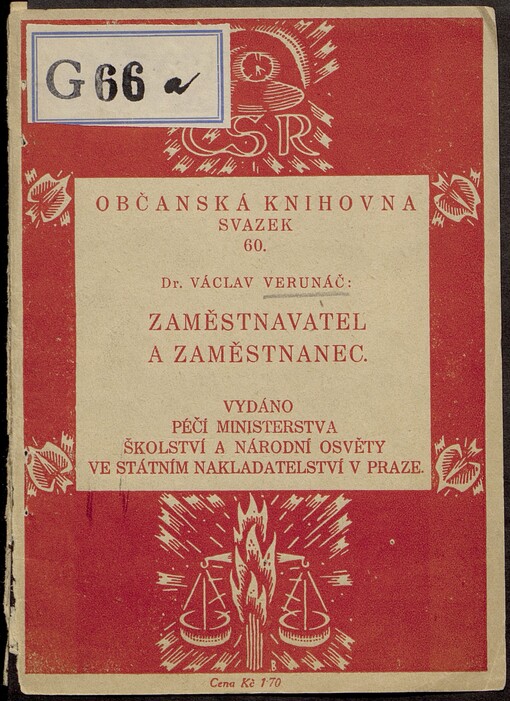 G 66 a
ČSR
OBČANSKÁ KNIHOVNA
SVAZEK
60.
Dr. VÁCLAV VERUNÁČ:
ZAMĚSTNAVATEL
A ZAMĚSTNANEC.
VYDÁNO
PÉČÍ MINISTERSTVA
ŠKOLSTVÍ A NÁRODNÍ OSVĚTY
VE STÁTNÍM NAKLADATELSTVÍ V PRAZE.
B
Cena Kč 1·70